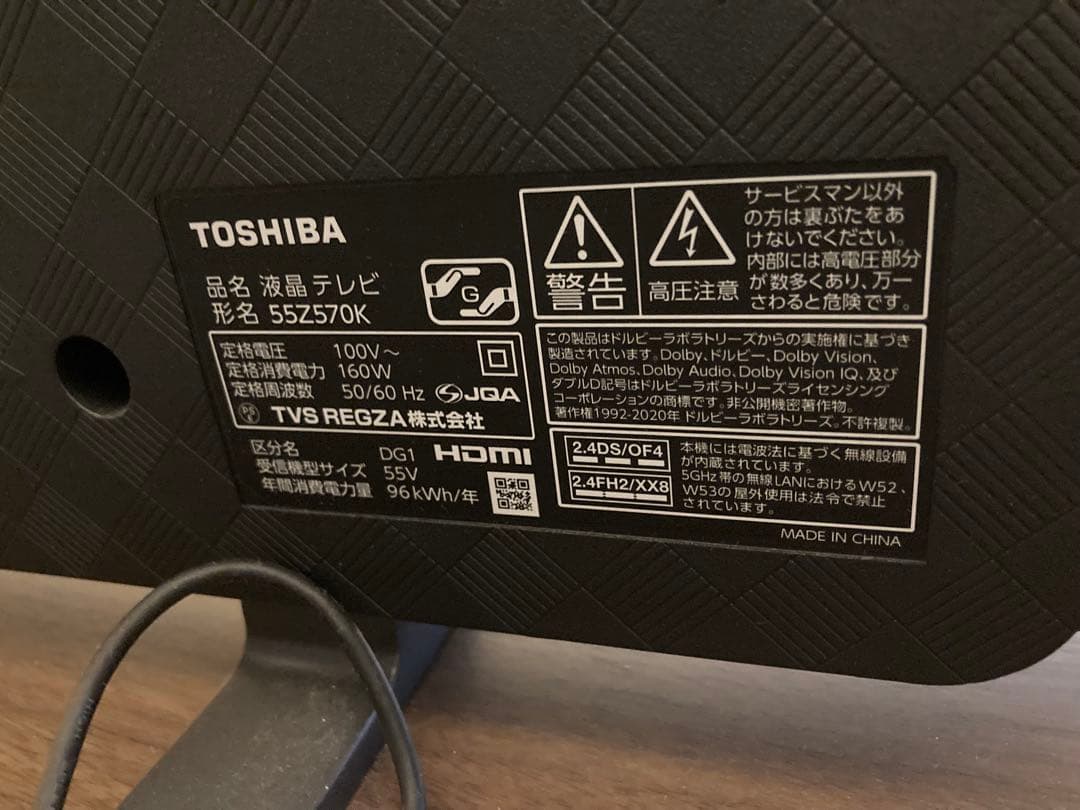 TOSHIBA
品名 液晶テレビ
形名 55Z570K
G
定格電圧 100V～
定格消費電力 160W
定格周波数 50/60 Hz
JQA
TVS REGZA株式会社
区分名 DG1
受信機型サイズ 55V
年間消費電力量 96kWh/年
HDMI
警告
高圧注意
サービスマン以外
の方は裏ぶたをあ
けないでください。
内部には高電圧部分
が数多くあり、万一
さわると危険です。
この製品はドルビーラボラトリーズからの実施権に基づき
製造されています。Dolby、ドルビー、Dolby Vision、
Dolby Atmos、Dolby Audio、Dolby Vision IQ、及び
ダブルD記号はドルビーラボラトリーズライセンシング
コーポレーションの商標です。非公開機密著作物。
著作権1992-2020年 ドルビーラボラトリーズ。不許複製。
2.4DS/OF4
2.4FH2/XX8
本機には電波法に基づく無線設備
が内蔵されています。
5GHz帯の無線LANにおけるW52、
W53の屋外使用は法令で禁止
されています。
MADE IN CHINA